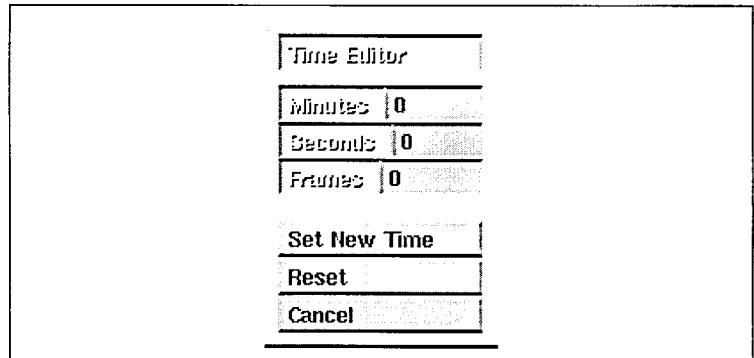 Time Editor
Minutes 0
Seconds 0
Frames 0
Set New Time
Reset
Cancel